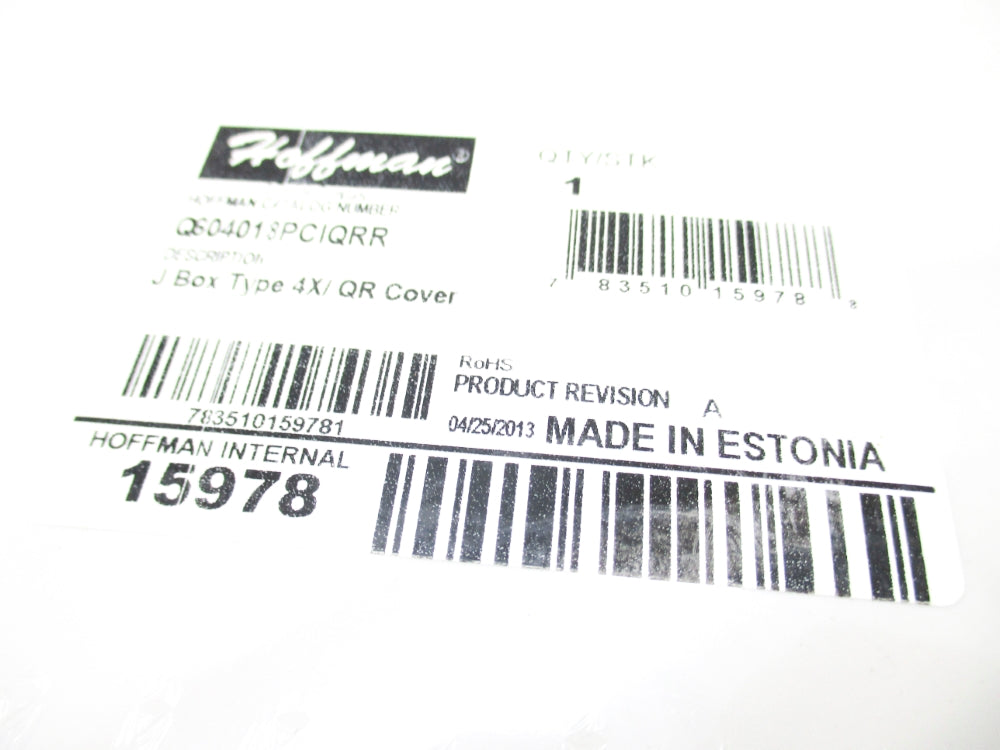 Hoffman®
HOFFMAN CATALOG NUMBER
Q604018PCIQRR
DESCRIPTION
J Box Type 4X/ QR Cover
QTY/STK
1
7 83510 15978 8
783510159781
RoHS
PRODUCT REVISION A
04/25/2013 MADE IN ESTONIA
HOFFMAN INTERNAL
15978